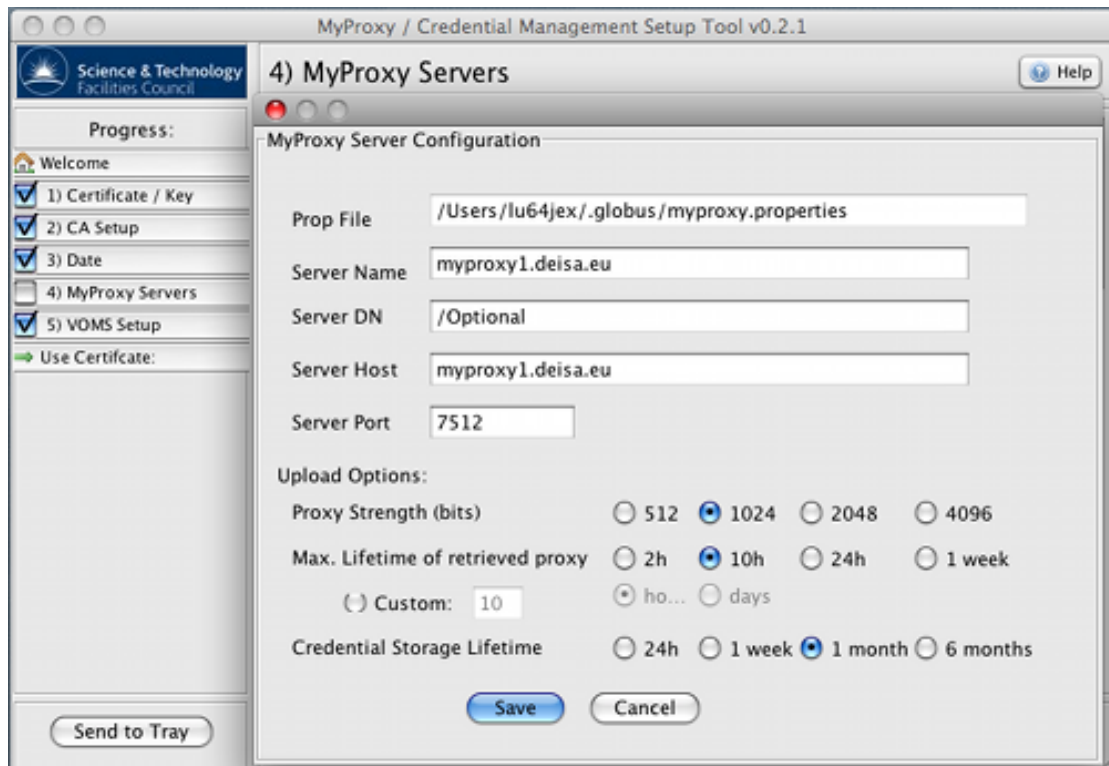 MyProxy / Credential Management Setup Tool v0.2.1
Science & Technology
Facilities Council
4) MyProxy Servers
Help
Progress:
Welcome
1) Certificate / Key
2) CA Setup
3) Date
4) MyProxy Servers
5) VOMS Setup
Use Certifcate:
Send to Tray
MyProxy Server Configuration
Prop File /Users/lu64jex/.globus/myproxy.properties
Server Name myproxy1.deisa.eu
Server DN /Optional
Server Host myproxy1.deisa.eu
Server Port 7512
Upload Options:
Proxy Strength (bits) 512 1024 2048 4096
Max. Lifetime of retrieved proxy 2h 10h 24h 1 week
Custom: 10 ho... days
Credential Storage Lifetime 24h 1 week 1 month 6 months
Save Cancel